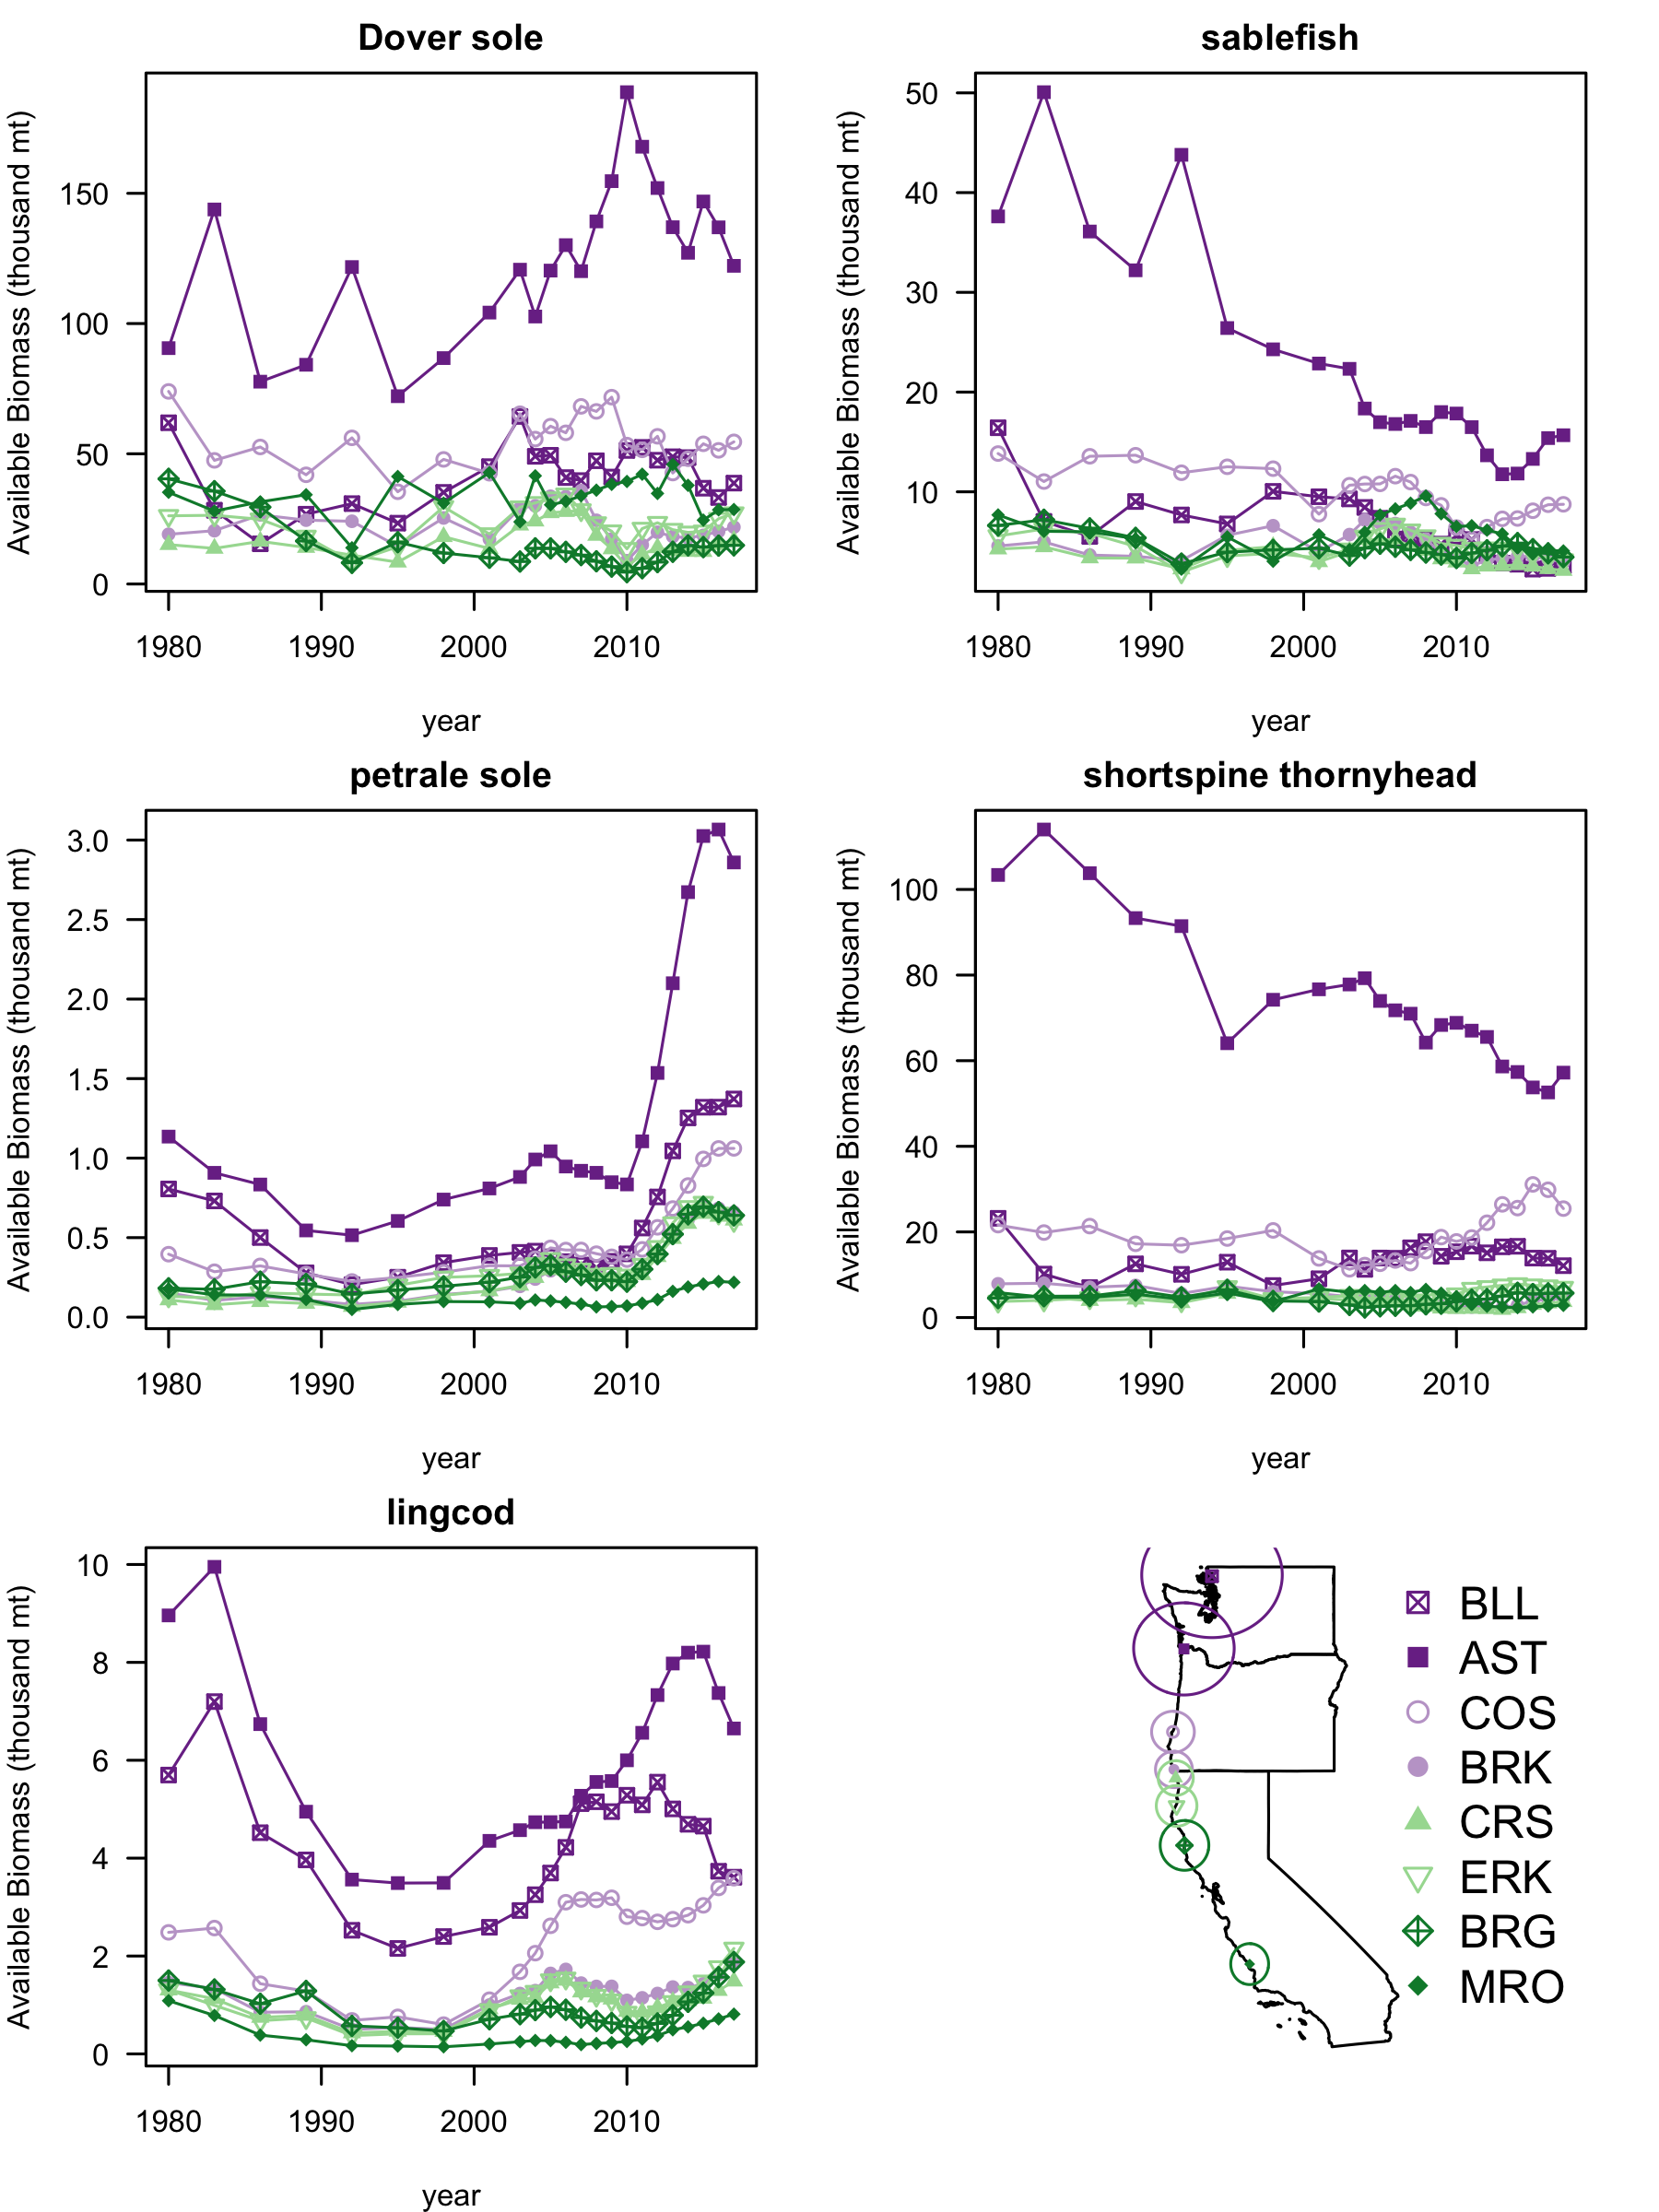 Dover sole
Available Biomass (thousand mt)
150
100
50
0
1980 1990 2000 2010
year
sablefish
Available Biomass (thousand mt)
50
40
30
20
10
1980 1990 2000 2010
year
petrale sole
Available Biomass (thousand mt)
3.0
2.5
2.0
1.5
1.0
0.5
0.0
1980 1990 2000 2010
year
shortspine thornyhead
Available Biomass (thousand mt)
100
80
60
40
20
0
1980 1990 2000 2010
year
lingcod
Available Biomass (thousand mt)
10
8
6
4
2
0
1980 1990 2000 2010
year
BLL
AST
COS
BRK
CRS
ERK
BRG
MRO